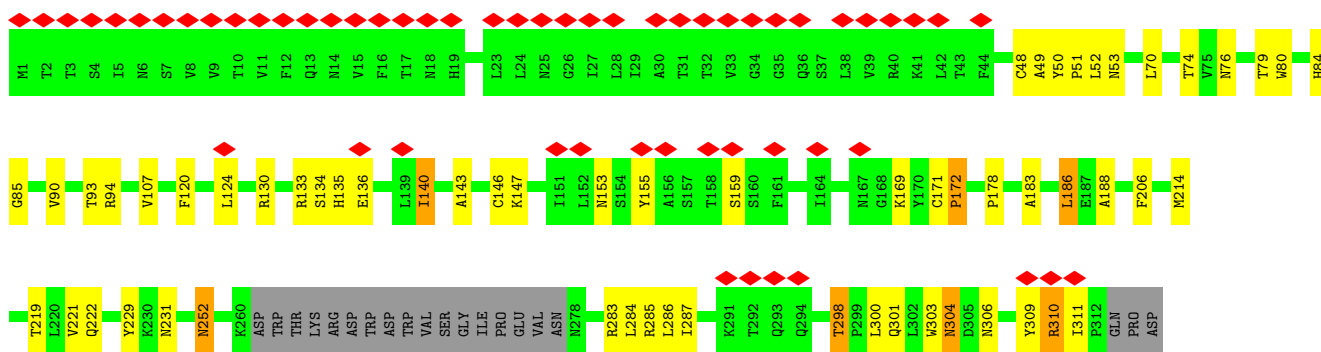 M1 T2 T3 S4 I5 N6 S7 V8 V9 T10 V11 F12 Q13 N14 V15 F16 T17 N18 H19 L23 L24 N25 G26 I27 L28 I29 A30 T31 T32 V33 G34 G35 Q36 S37 L38 V39 R40 K41 L42 T43 F44 C48 A49 Y50 P51 L52 N53 L70 T74 V75 N76 T79 W80 H84
G85 V90 T93 R94 V107 F120 L124 R130 R133 S134 H135 E136 L139 I140 A143 C146 K147 I151 L152 N153 S154 Y155 A156 S157 T158 S159 S160 F161 I164 N167 G168 K169 Y170 C171 P172 P178 A183 L186 E187 A188 F206 M214
T219 L220 V221 Q222 Y229 K230 N231 N252 K260 ASP TRP THR LYS ARG ASP TRP ASP TRP VAL SER GLY ILE PRO GLU VAL ASN N278 R283 L284 R285 L286 I287 K291 T292 Q293 Q294 T298 P299 L300 Q301 L302 W303 N304 D305 N306 Y309 R310 I311 P312 GLN PRO ASP